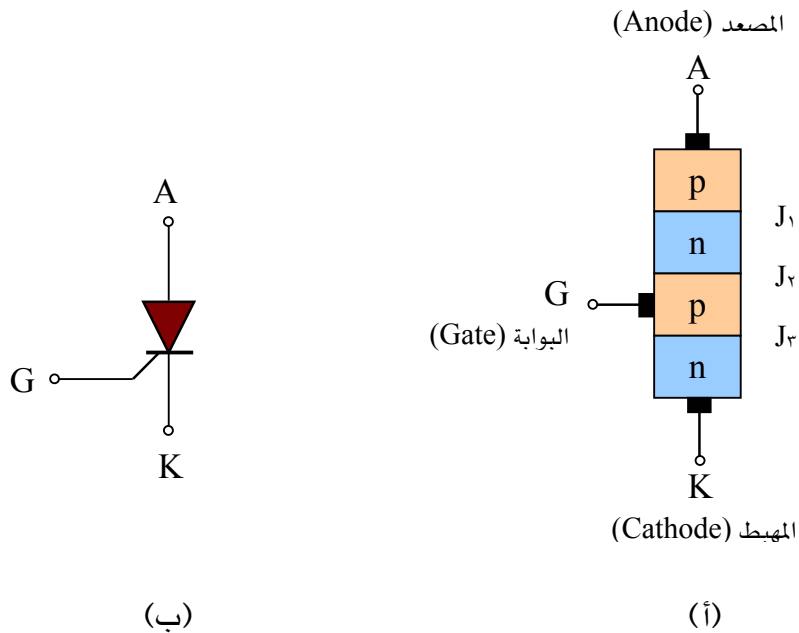 المصعد (Anode)
A
p
J١
n
J٢
G
p
البوابة (Gate)
J٣
n
K
المهبط (Cathode)
(أ)
A
G
K
(ب)